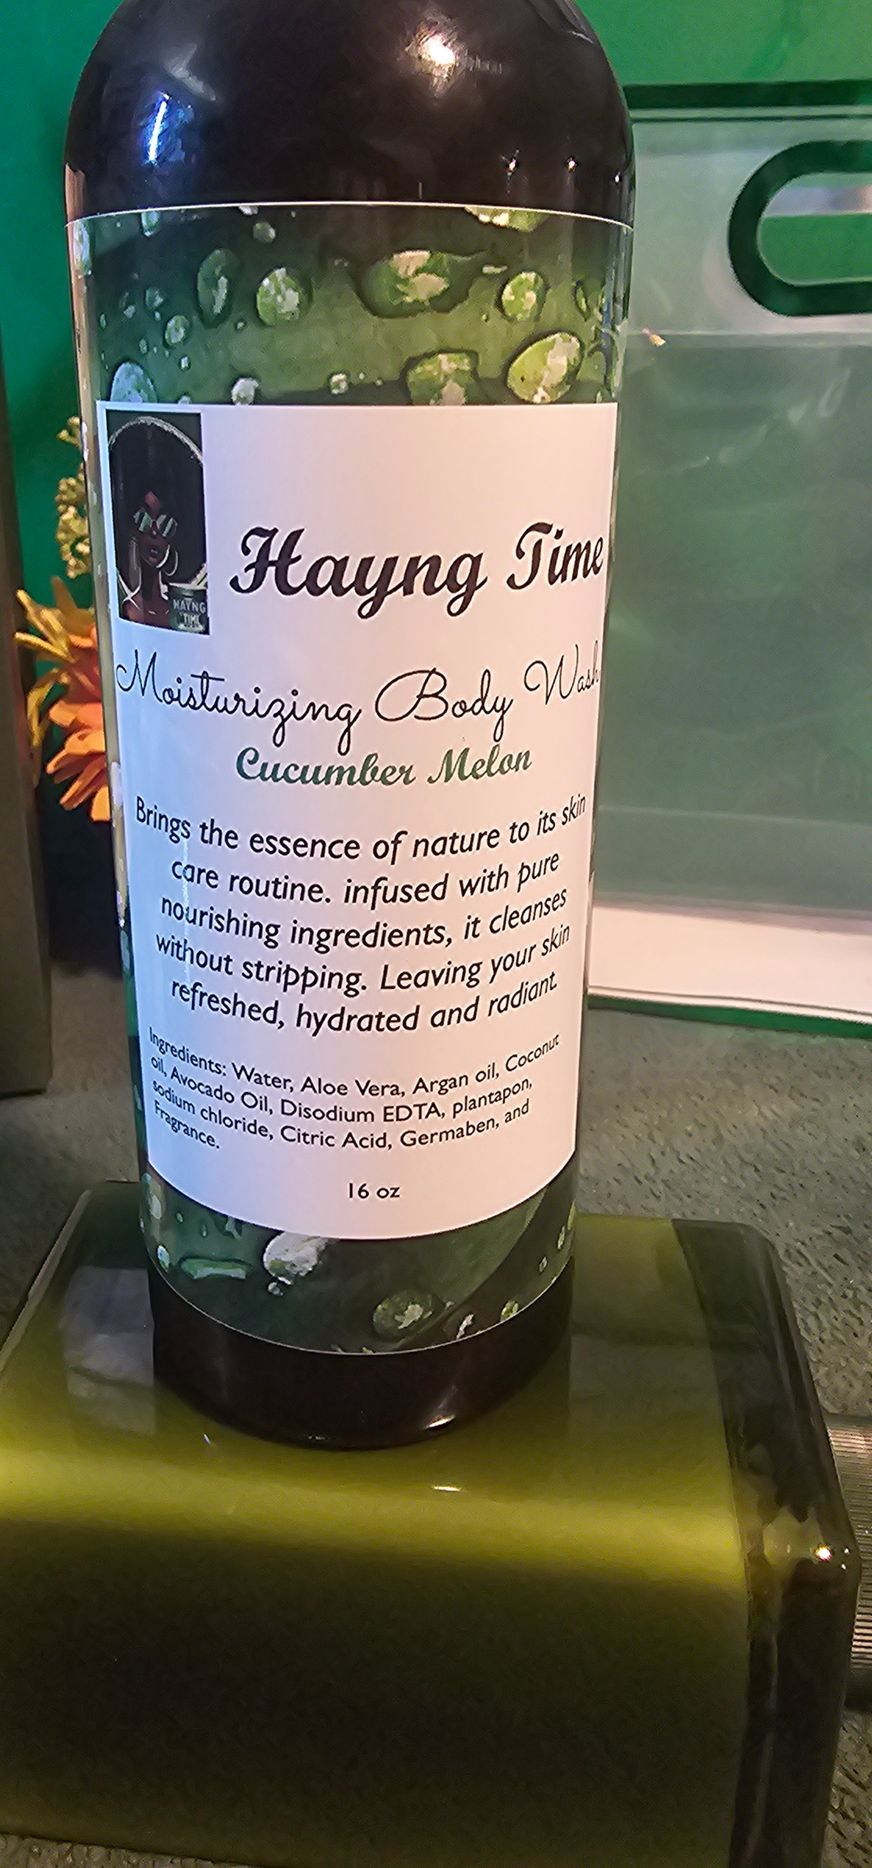 HAYNG
TIME
Hayng Time
Moisturizing Body Wash
Cucumber Melon
Brings the essence of nature to its skin
care routine. infused with pure
nourishing ingredients, it cleanses
without stripping. Leaving your skin
refreshed, hydrated and radiant.
Ingredients: Water, Aloe Vera, Argan oil, Coconut
oil, Avocado Oil, Disodium EDTA, plantapon,
sodium chloride, Citric Acid, Germaben, and
Fragrance.
16 oz